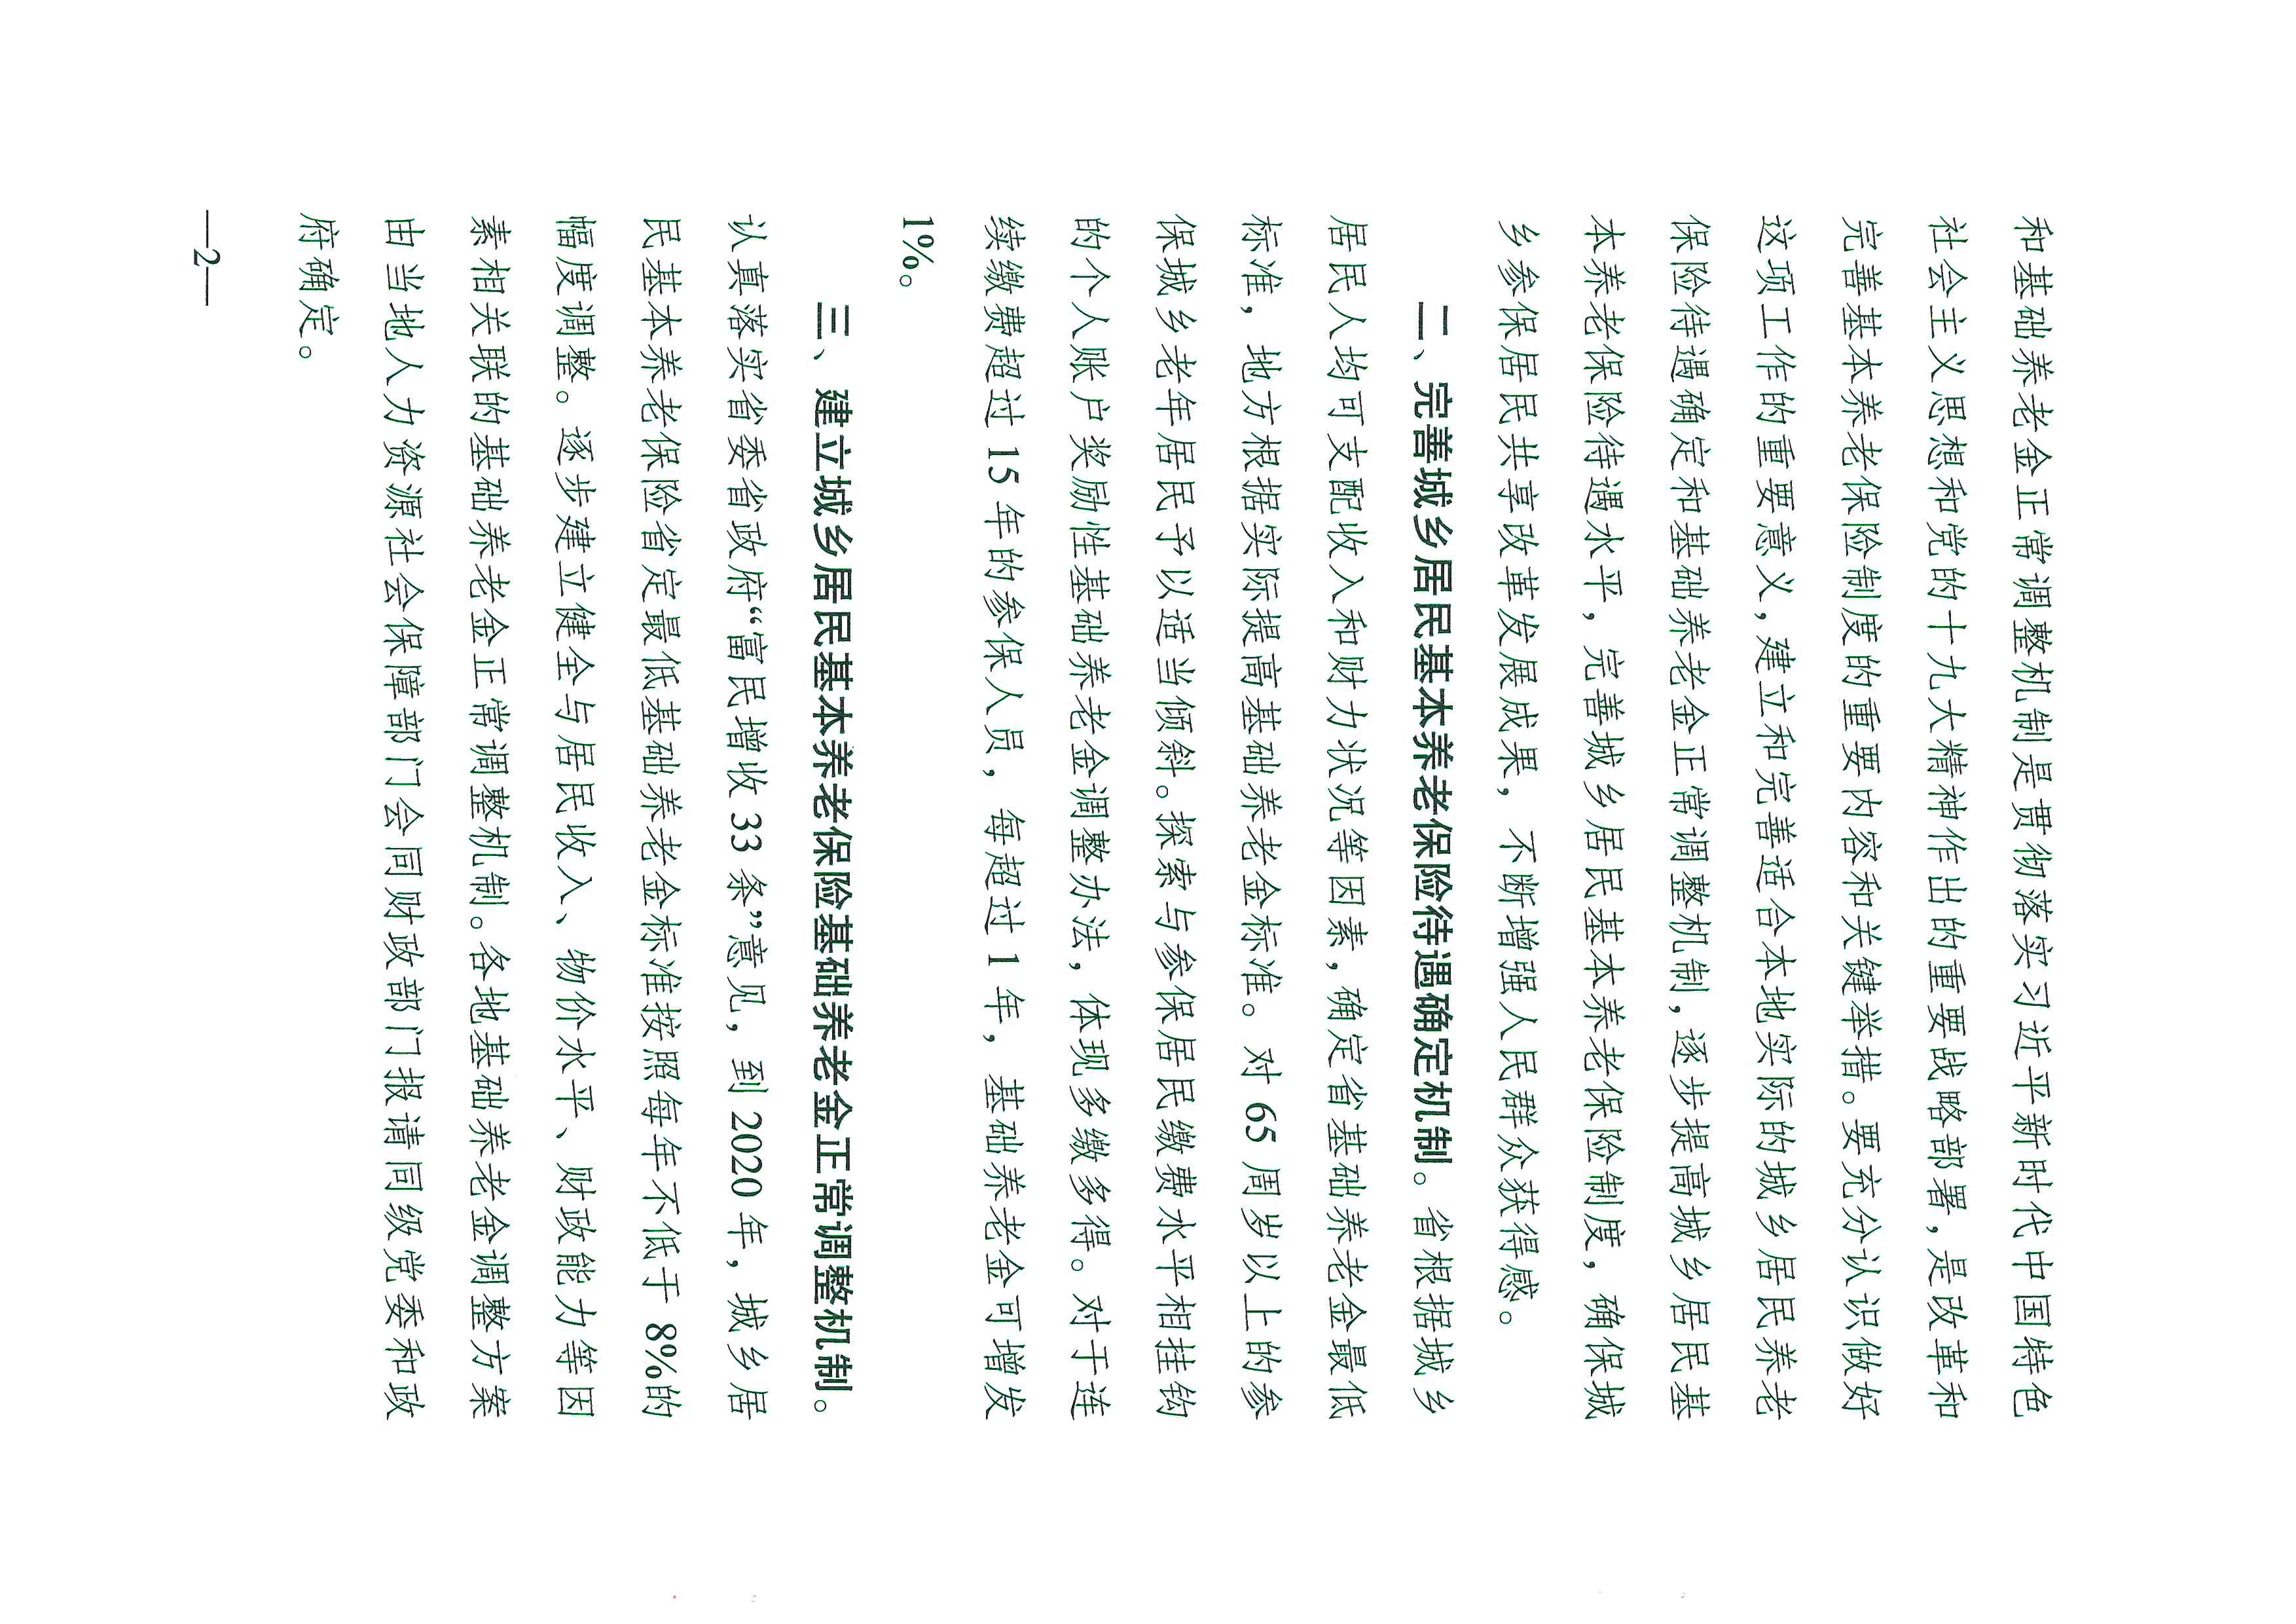 和基础养老金正常调整机制是贯彻落实习近平新时代中国特色
社会主义思想和党的十九大精神作出的重要战略部署，是改革和
完善基本养老保险制度的重要内容和关键举措。要充分认识做好
这项工作的重要意义，建立和完善适合本地实际的城乡居民养老
保险待遇确定和基础养老金正常调整机制，逐步提高城乡居民基
本养老保险待遇水平，完善城乡居民基本养老保险制度，确保城
乡参保居民共享改革发展成果，不断增强人民群众获得感。
二、完善城乡居民基本养老保险待遇确定机制。省根据城乡
居民人均可支配收入和财力状况等因素，确定省基础养老金最低
标准，地方根据实际提高基础养老金标准。对 65 周岁以上的参
保城乡老年居民予以适当倾斜。探索与参保居民缴费水平相挂钩
的个人账户奖励性基础养老金调整办法，体现多缴多得。对于连
续缴费超过 15 年的参保人员，每超过 1 年，基础养老金可增发
1%。
三、建立城乡居民基本养老保险基础养老金正常调整机制。
认真落实省委省政府“富民增收 33 条”意见，到 2020 年，城乡居
民基本养老保险省定最低基础养老金标准按照每年不低于 8%的
幅度调整。逐步建立健全与居民收入、物价水平、财政能力等因
素相关联的基础养老金正常调整机制。各地基础养老金调整方案
由当地人力资源社会保障部门会同财政部门报请同级党委和政
府确定。
—2—